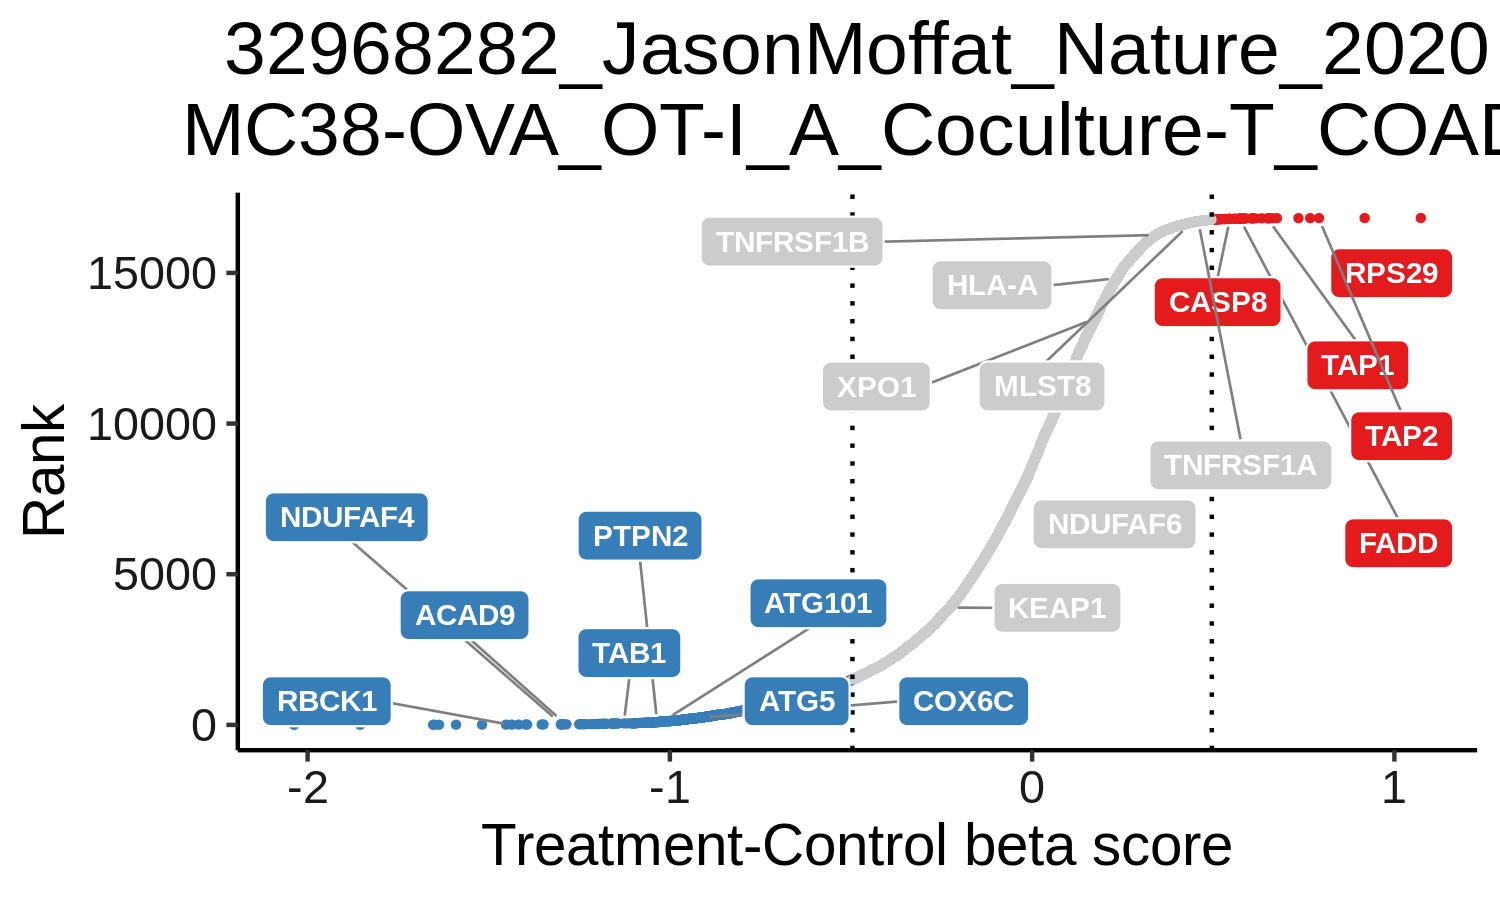 32968282_JasonMoffat_Nature_2020
MC38-OVA_OT-I_A_Coculture-T_COAD
TNFRSF1B
HLA-A
RPS29
CASP8
15000
TAP1
XPO1
MLST8
10000
TAP2
TNFRSF1A
Rank
NDUFAF4
PTPN2
NDUFAF6
FADD
5000
ATG101
ACAD9
KEAP1
TAB1
RBCK1
ATG5
COX6C
0
-2
-1
0
1
Treatment-Control beta score